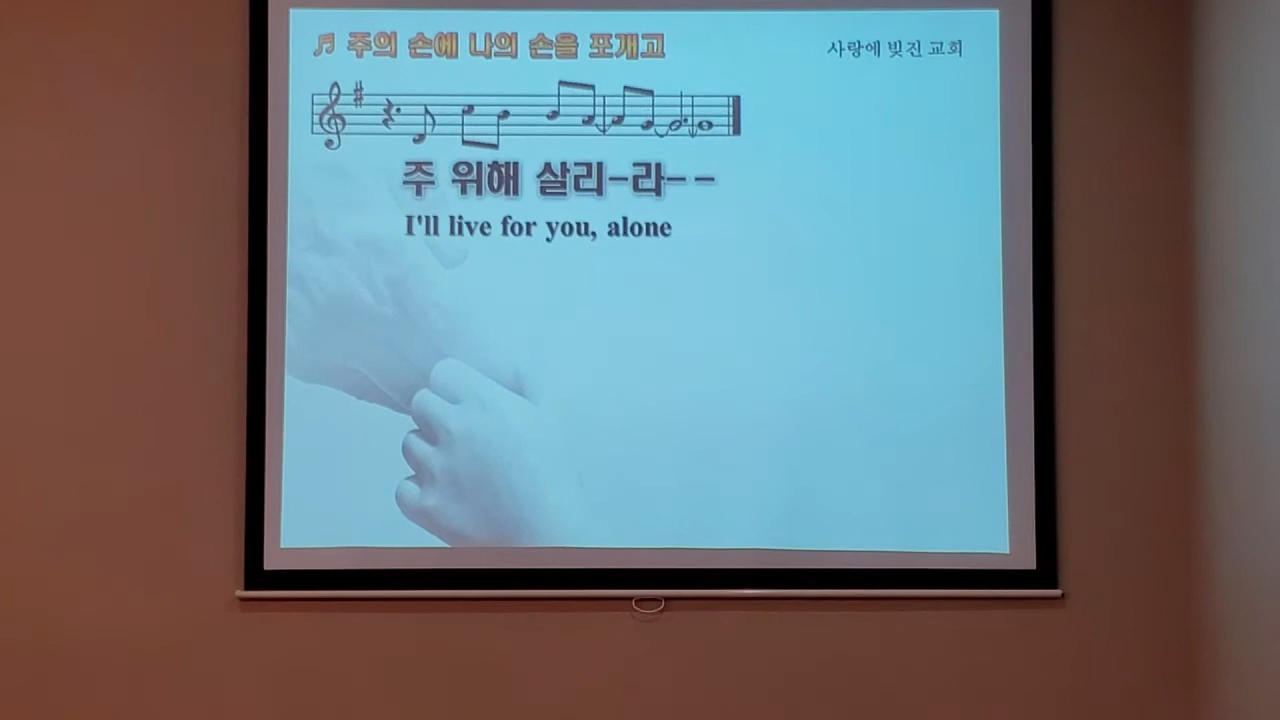 주의 손에 나의 손을 포개고
사랑에 빚진 교회
주 위해 살리-라--
I'll live for you, alone